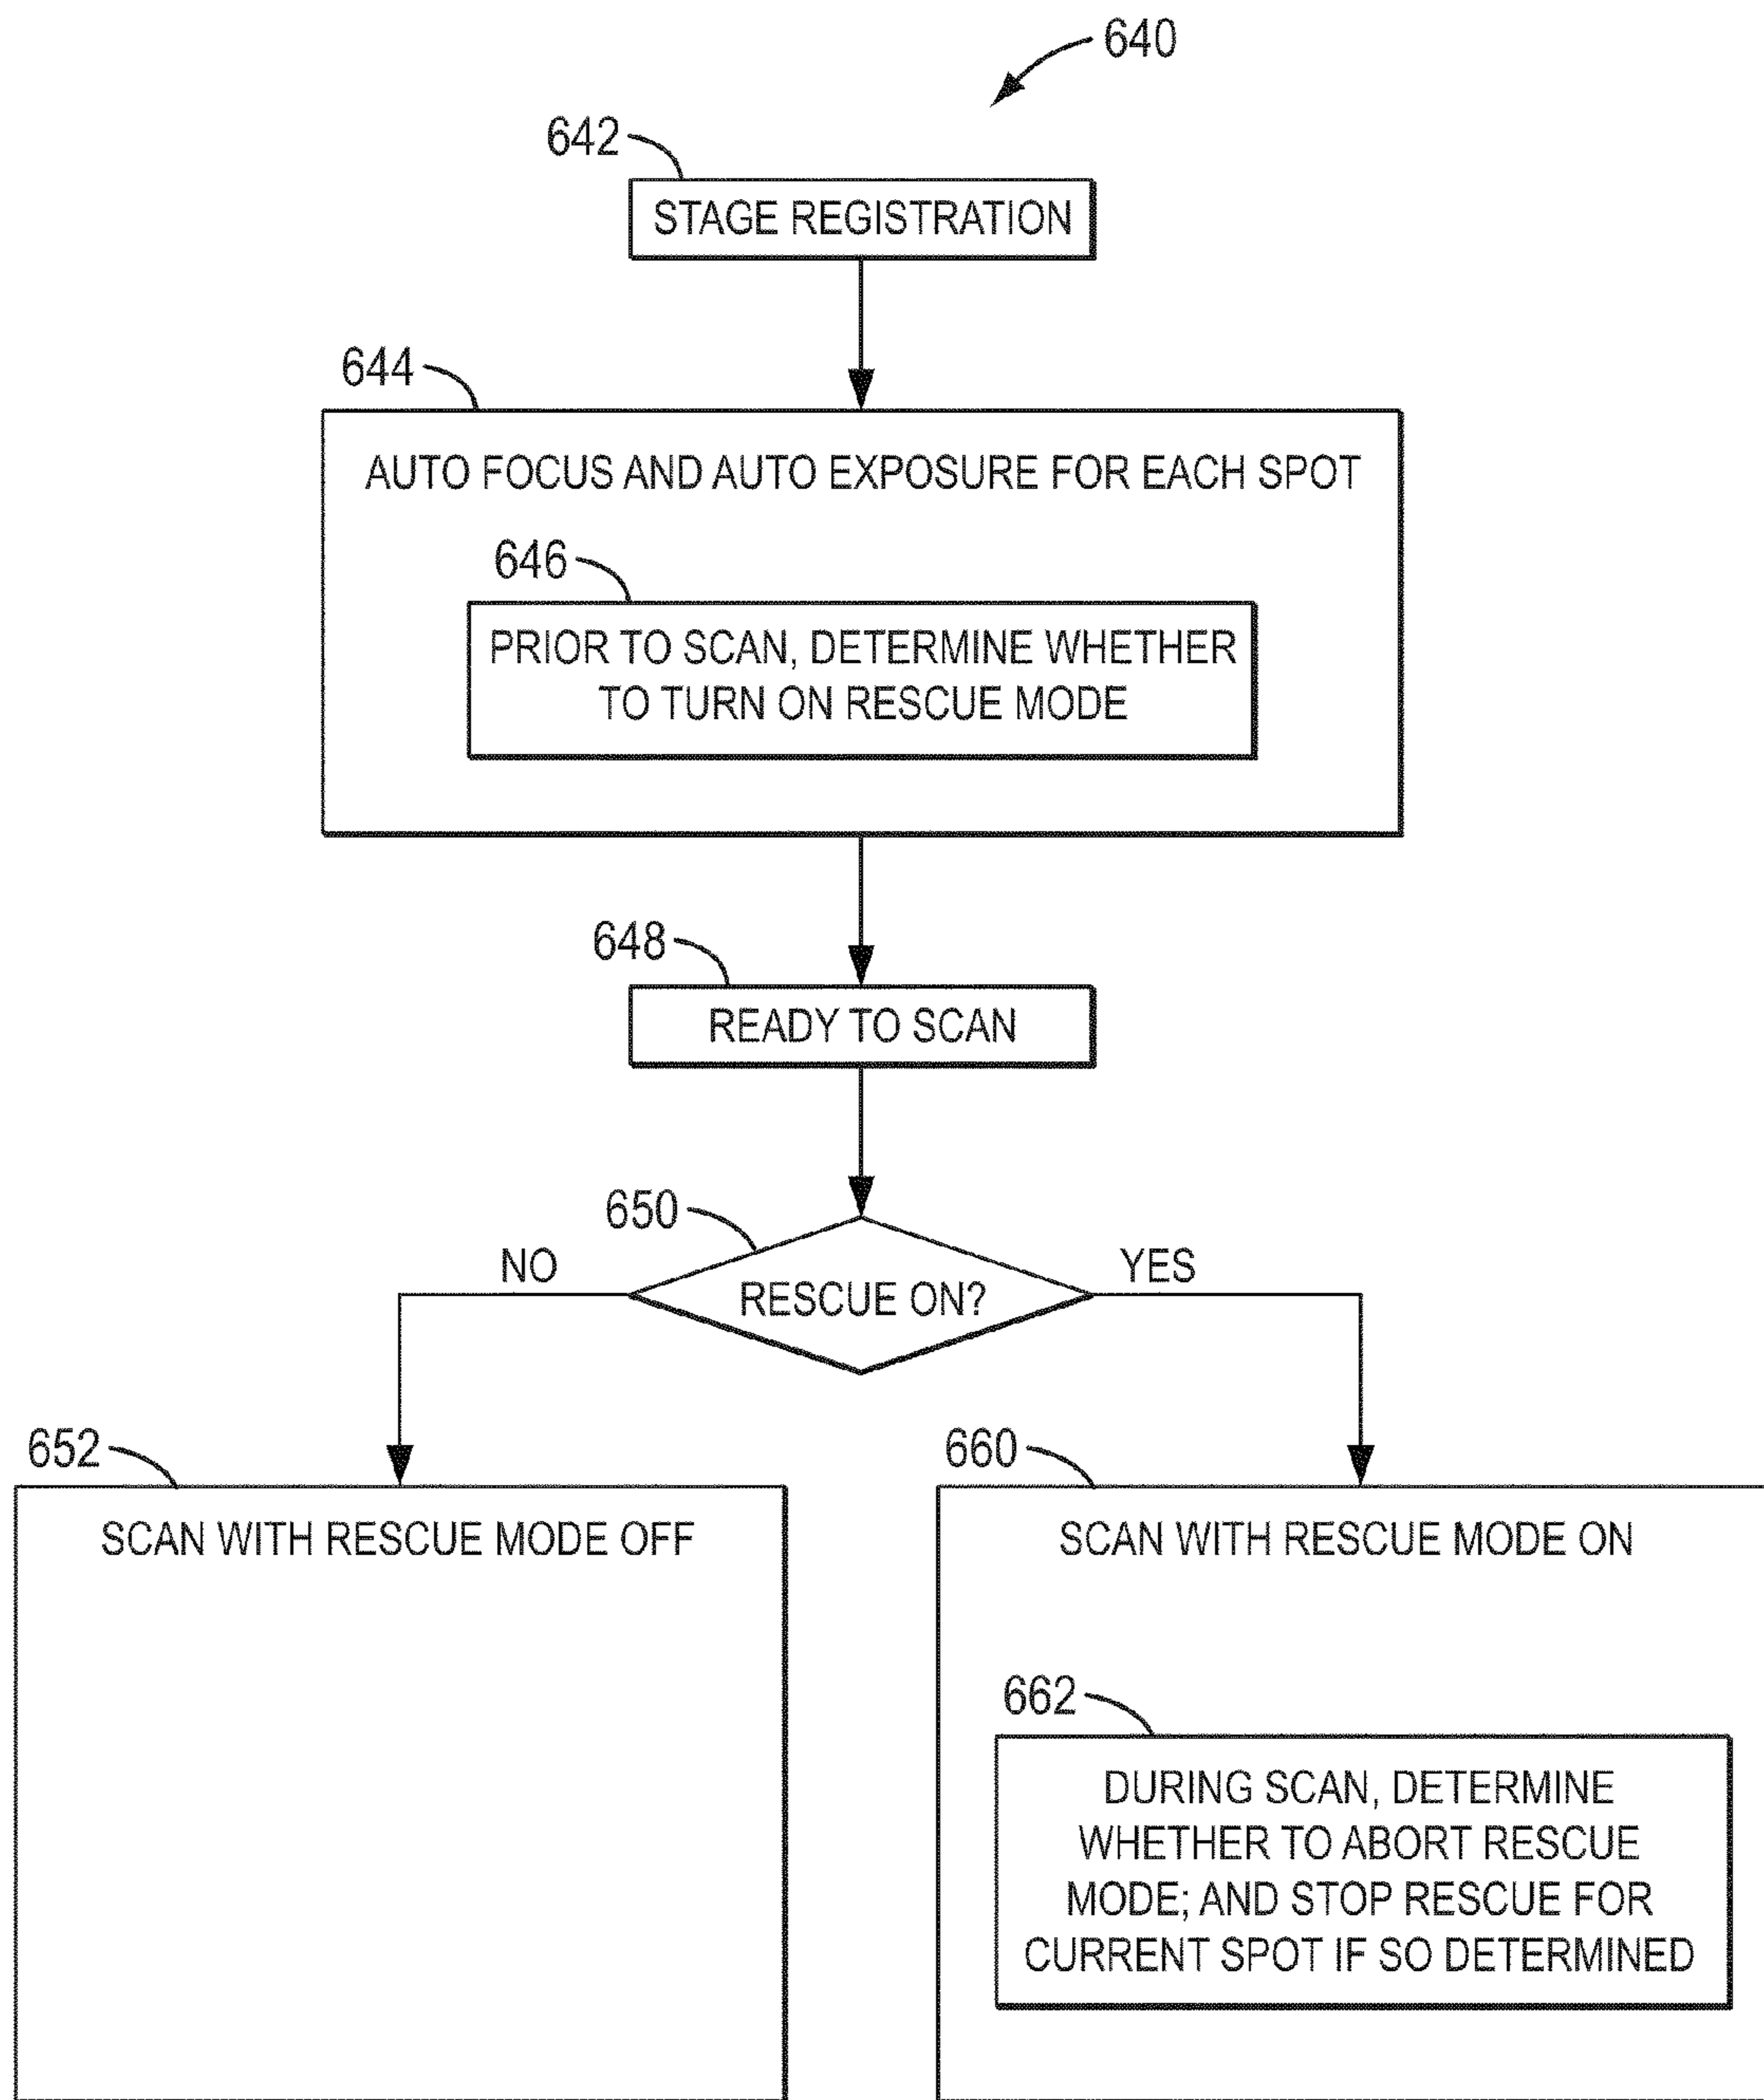 640
642
STAGE REGISTRATION
644
AUTO FOCUS AND AUTO EXPOSURE FOR EACH SPOT
646
PRIOR TO SCAN, DETERMINE WHETHER
TO TURN ON RESCUE MODE
648
READY TO SCAN
650
NO
YES
RESCUE ON?
652
660
SCAN WITH RESCUE MODE OFF
SCAN WITH RESCUE MODE ON
662
DURING SCAN, DETERMINE
WHETHER TO ABORT RESCUE
MODE; AND STOP RESCUE FOR
CURRENT SPOT IF SO DETERMINED